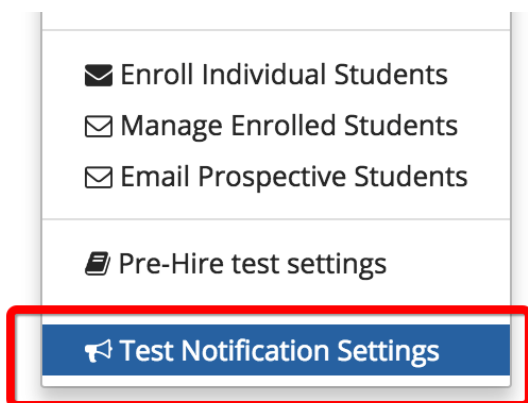 Enroll Individual Students
Manage Enrolled Students
Email Prospective Students
Pre-Hire test settings
Test Notification Settings